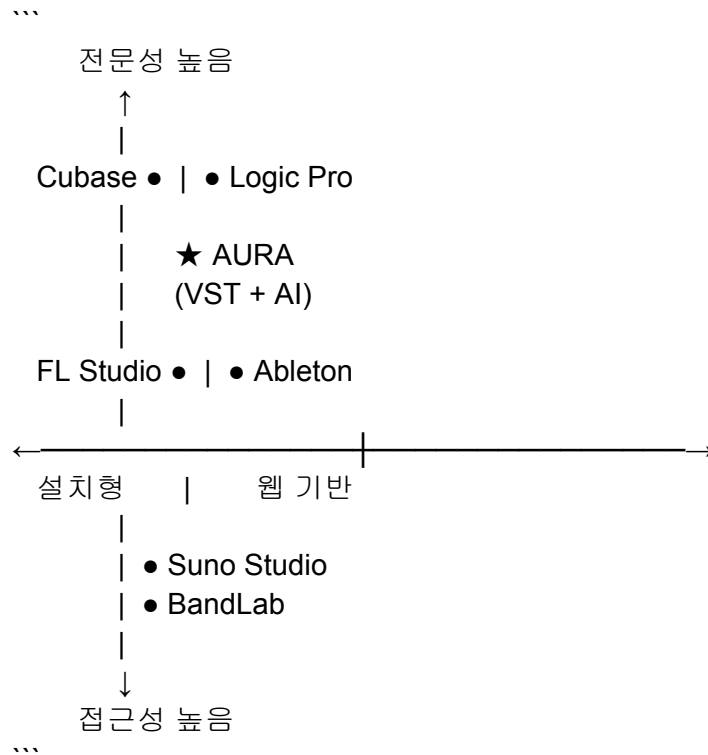 ```
전문성 높음
↑
|
Cubase ● | ● Logic Pro
|
| ★ AURA
| (VST + AI)
|
FL Studio ● | ● Ableton
|
←─────────┼─────────→
설치형 | 웹 기반
|
| ● Suno Studio
| ● BandLab
|
↓
접근성 높음
```